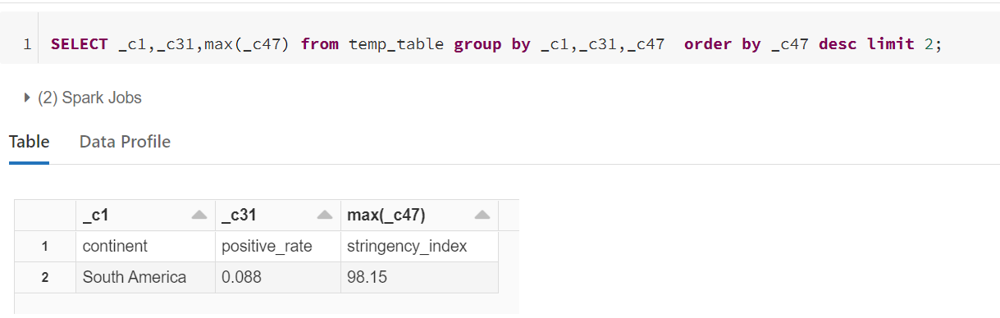 1 SELECT _c1,_c31,max(_c47) from temp_table group by _c1,_c31,_c47  order by _c47 desc limit 2;
(2) Spark Jobs
Table Data Profile
_c1 _c31 max(_c47)
1 continent positive_rate stringency_index
2 South America 0.088 98.15